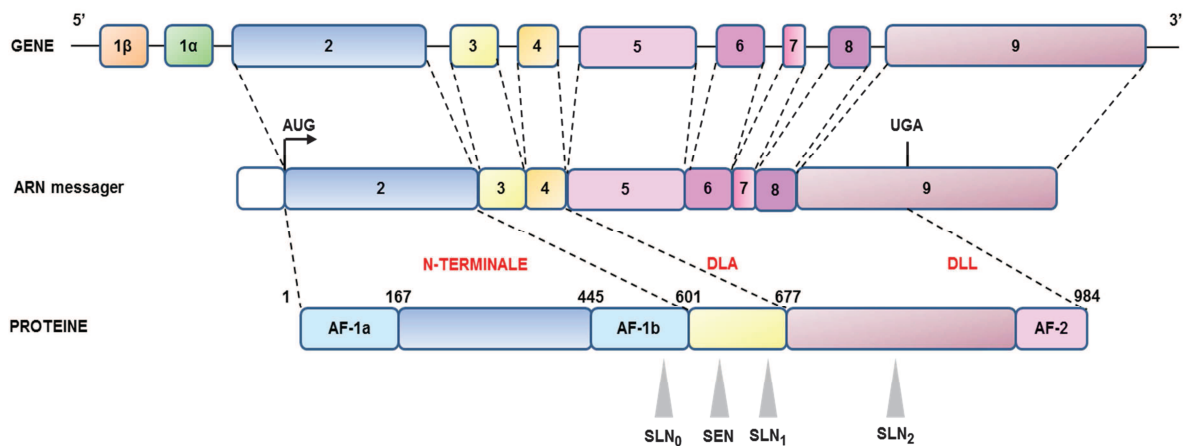 5’ 3’
GENE 1β 1α 2 3 4 5 6 7 8 9
AUG UGA
ARN messager 2 3 4 5 6 7 8 9
N-TERMINALE DLA DLL
1 167 445 601 677 984
PROTEINE AF-1a AF-1b AF-2
SLN0 SEN SLN1 SLN2